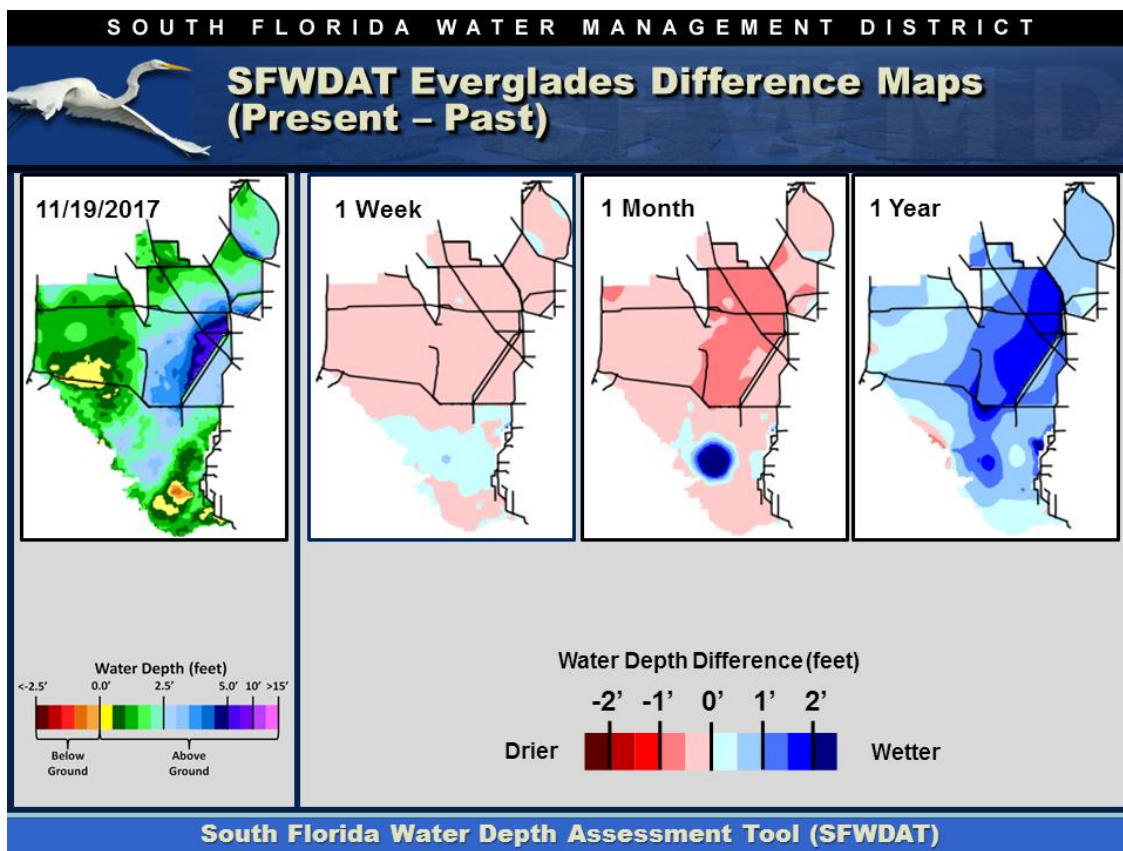 SOUTH FLORIDA WATER MANAGEMENT DISTRICT
SFWDAT Everglades Difference Maps
(Present – Past)
11/19/2017
1 Week
1 Month
1 Year
Water Depth (feet)
<-2.5' 0.0' 2.5' 5.0' 10' >15'
Below
Ground
Above
Ground
Water Depth Difference (feet)
-2' -1' 0' 1' 2'
Drier
Wetter
South Florida Water Depth Assessment Tool (SFWDAT)